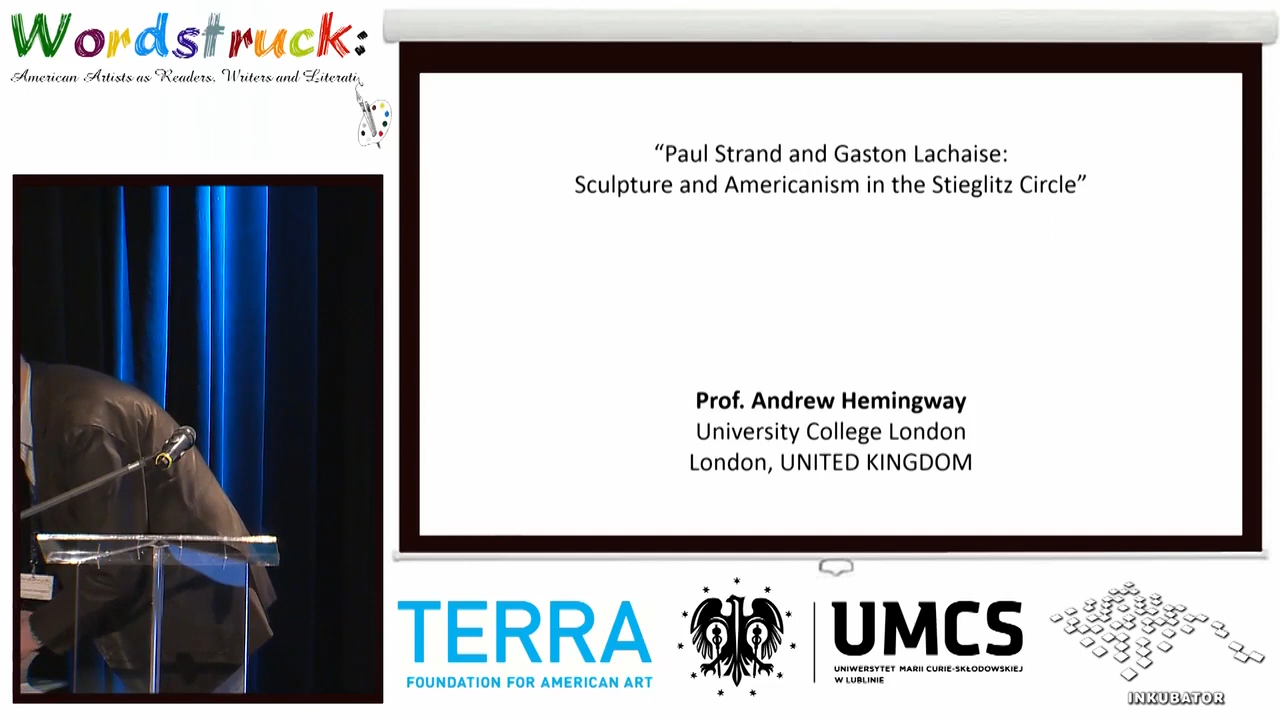 Wordstruck:
American Artists as Readers, Writers and Literati
“Paul Strand and Gaston Lachaise:
Sculpture and Americanism in the Stieglitz Circle”
Prof. Andrew Hemingway
University College London
London, UNITED KINGDOM
TERRA
FOUNDATION FOR AMERICAN ART
UMCS
UNIWERSYTET MARII CURIE-SKŁODOWSKIEJ
W LUBLINIE
INKUBATOR